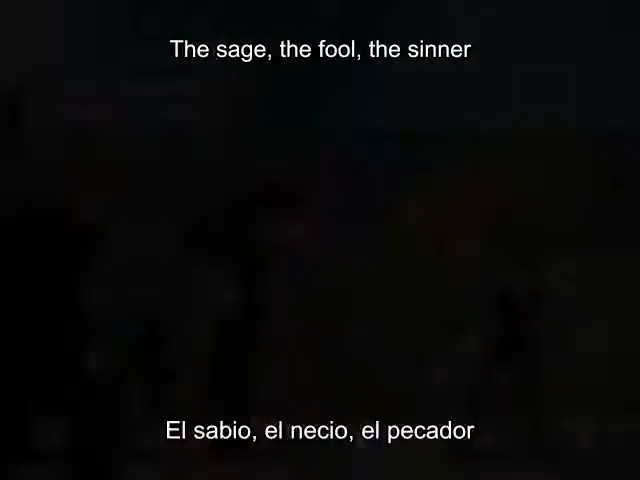 The sage, the fool, the sinner
El sabio, el necio, el pecador